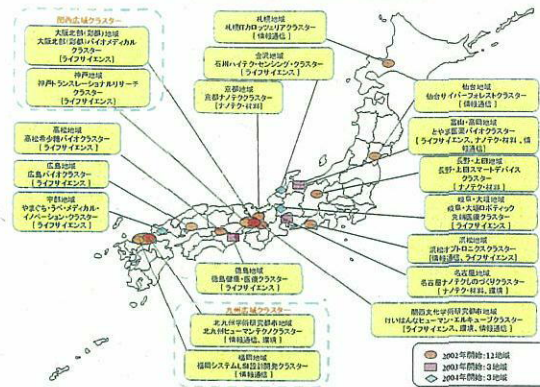 関西広域クラスター
大阪北部(彩都)地域
大阪北部(彩都)バイオメディカル
クラスター
[ライフサイエンス]
神戸地域
神戸トランスレーショナルリサーチ
クラスター
[ライフサイエンス]
高松地域
高松希少糖バイオクラスター
[ライフサイエンス]
広島地域
広島バイオクラスター
[ライフサイエンス]
宇部地域
やまぐち・うべ・メディカル・
イノベーション・クラスター
[ライフサイエンス]
札幌地域
札幌ITカロッツェリアクラスター
[情報通信]
金沢地域
石川ハイテク・センシング・クラスター
[ライフサイエンス]
京都地域
京都ナノテククラスター
[ナノテク・材料]
仙台地域
仙台サイバーフォレストクラスター
[情報通信]
富山・高岡地域
とやま医薬バイオクラスター
[ライフサイエンス、ナノテク・材料、情
報通信]
長野・上田地域
長野・上田スマートデバイス
クラスター
[ナノテク・材料]
岐阜・大垣地域
岐阜・大垣ロボティック
先端医療クラスター
[ライフサイエンス]
浜松地域
浜松オプトロニクスクラスター
[情報通信、ライフサイエンス]
名古屋地域
名古屋ナノテクものづくりクラスター
[ナノテク・材料、環境]
関西文化学術研究都市地域
けいはんなヒューマン・エルキューブクラスター
[ライフサイエンス、環境、情報通信]
徳島地域
徳島健康・医療クラスター
[ライフサイエンス]
九州広域クラスター
北九州学術研究都市地域
北九州ヒューマンテクノクラスター
[情報通信、環境]
福岡地域
福岡システムLSI設計開発クラスター
[情報通信]
2002年開始:12地域
2003年開始:3地域
2004年開始:3地域